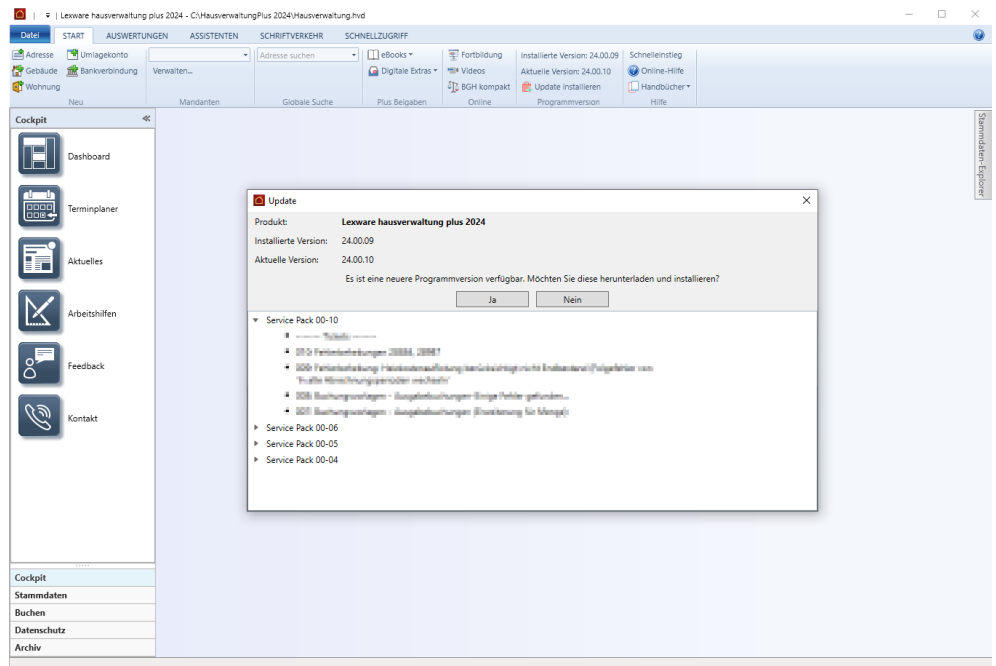 Lexware hausverwaltung plus 2024 - C:\HausverwaltungPlus 2024\Hausverwaltung.hvd
Datei START AUSWERTUNGEN ASSISTENTEN SCHRIFTVERKEHR SCHNELLZUGRIFF
Adresse Umlagekonto Adresse suchen eBooks Fortbildung Installierte Version: 24.00.09 Schnelleinstieg
Gebäude Bankverbindung Verwalten... Digitale Extras Videos Aktuelle Version: 24.00.10 Online-Hilfe
Wohnung BGH kompakt Update installieren Handbücher
Neu Mandanten Globale Suche Plus Beigaben Online Programmversion Hilfe
Cockpit
Stammdaten-Explorer
Dashboard
Terminplaner
Aktuelles
Arbeitshilfen
Feedback
Kontakt
Update
Produkt: Lexware hausverwaltung plus 2024
Installierte Version: 24.00.09
Aktuelle Version: 24.00.10
Es ist eine neuere Programmversion verfügbar. Möchten Sie diese herunterladen und installieren?
Ja Nein
Service Pack 00-10
Service Pack 00-06
Service Pack 00-05
Service Pack 00-04
Cockpit
Stammdaten
Buchen
Datenschutz
Archiv